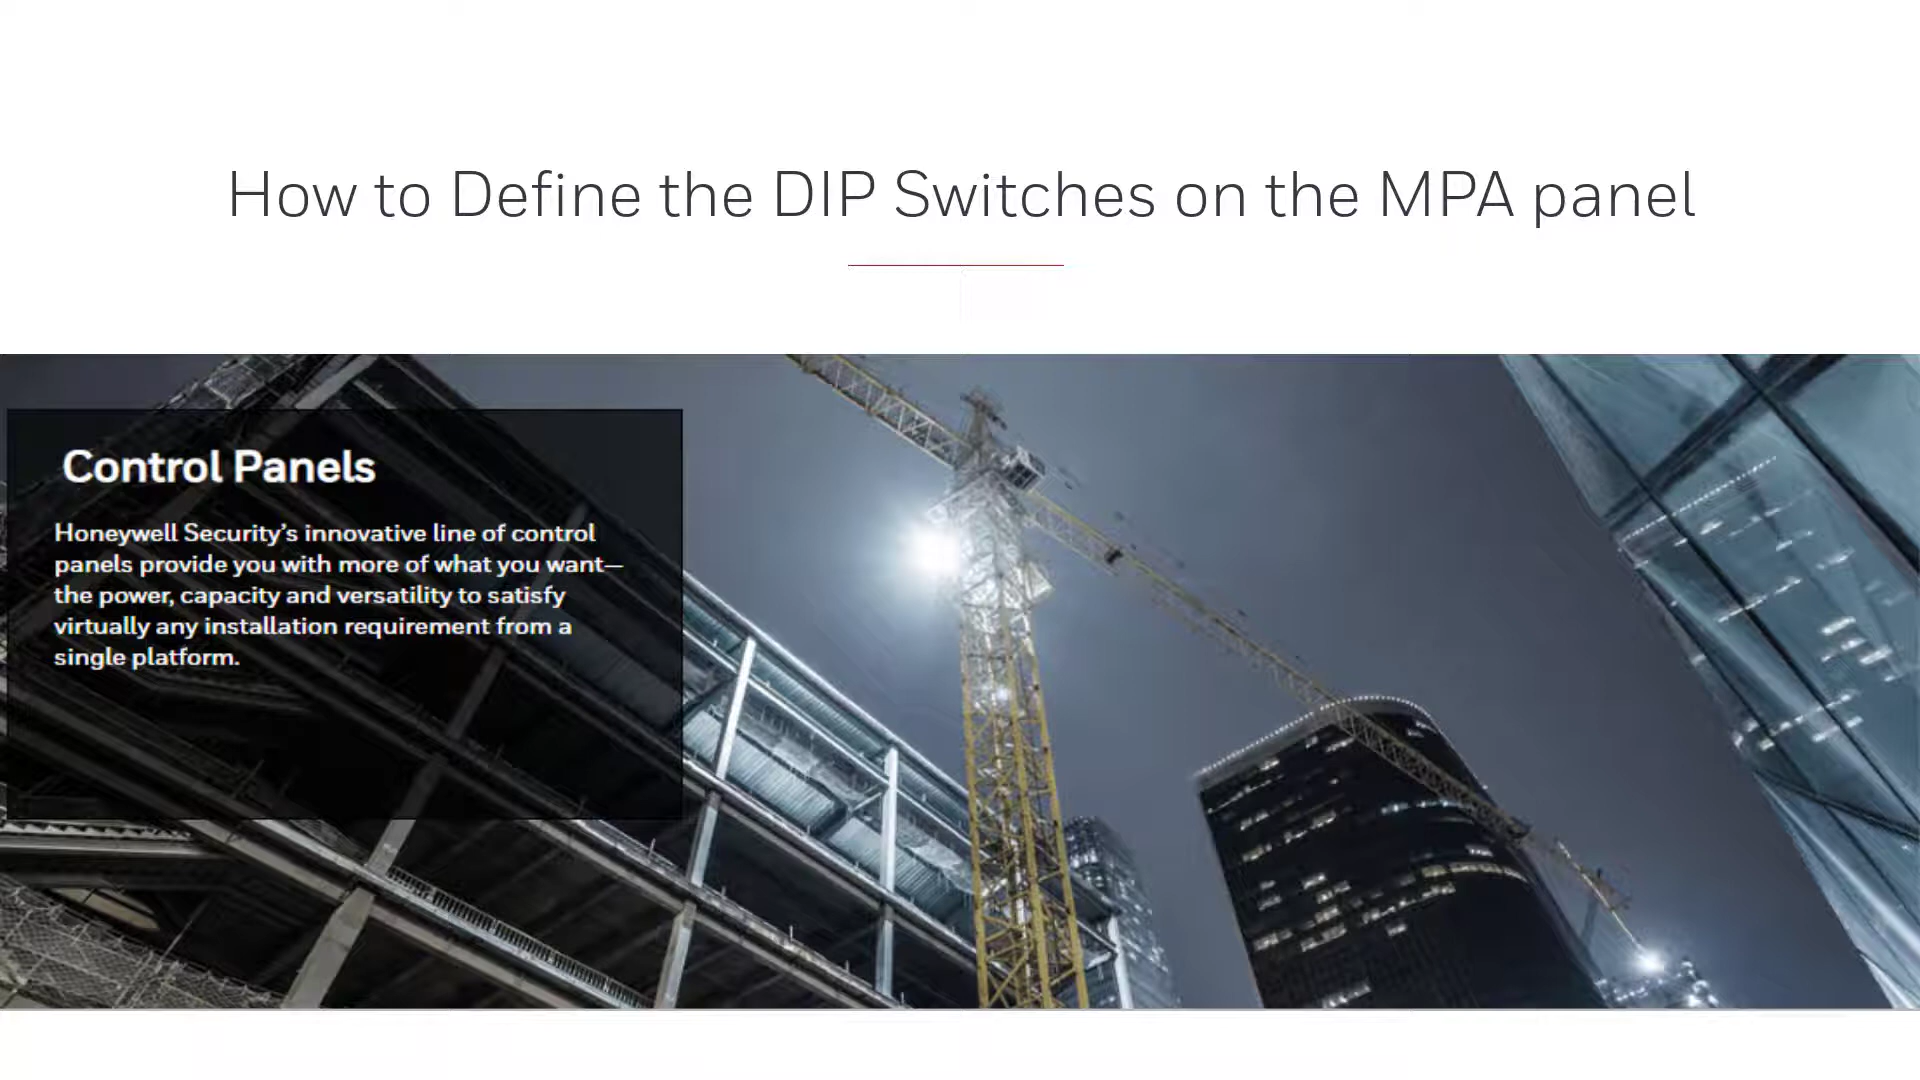 How to Define the DIP Switches on the MPA panel
Control Panels
Honeywell Security’s innovative line of control
panels provide you with more of what you want—
the power, capacity and versatility to satisfy
virtually any installation requirement from a
single platform.